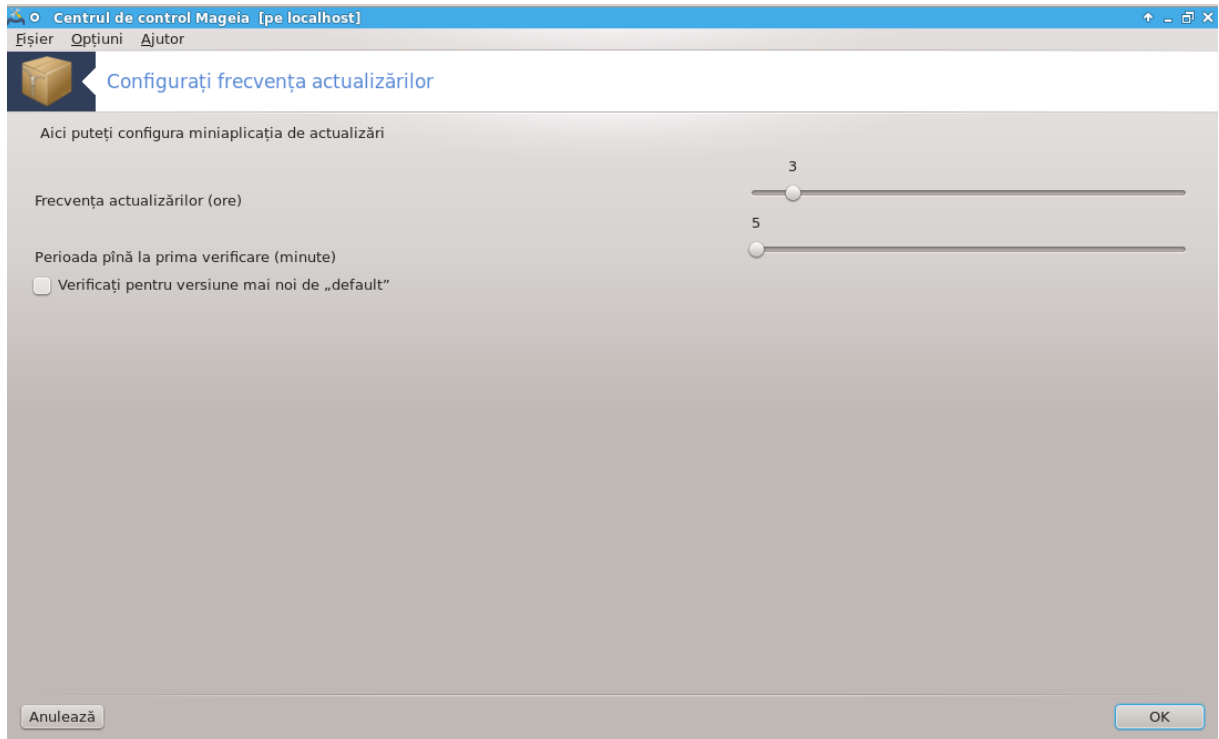 Centrul de control Mageia [pe localhost]
Fișier Opțiuni Ajutor
Configurați frecvența actualizărilor
Aici puteți configura miniaplicația de actualizări
3
Frecvența actualizărilor (ore)
5
Perioada pînă la prima verificare (minute)
Verificați pentru versiune mai noi de „default”
Anulează OK